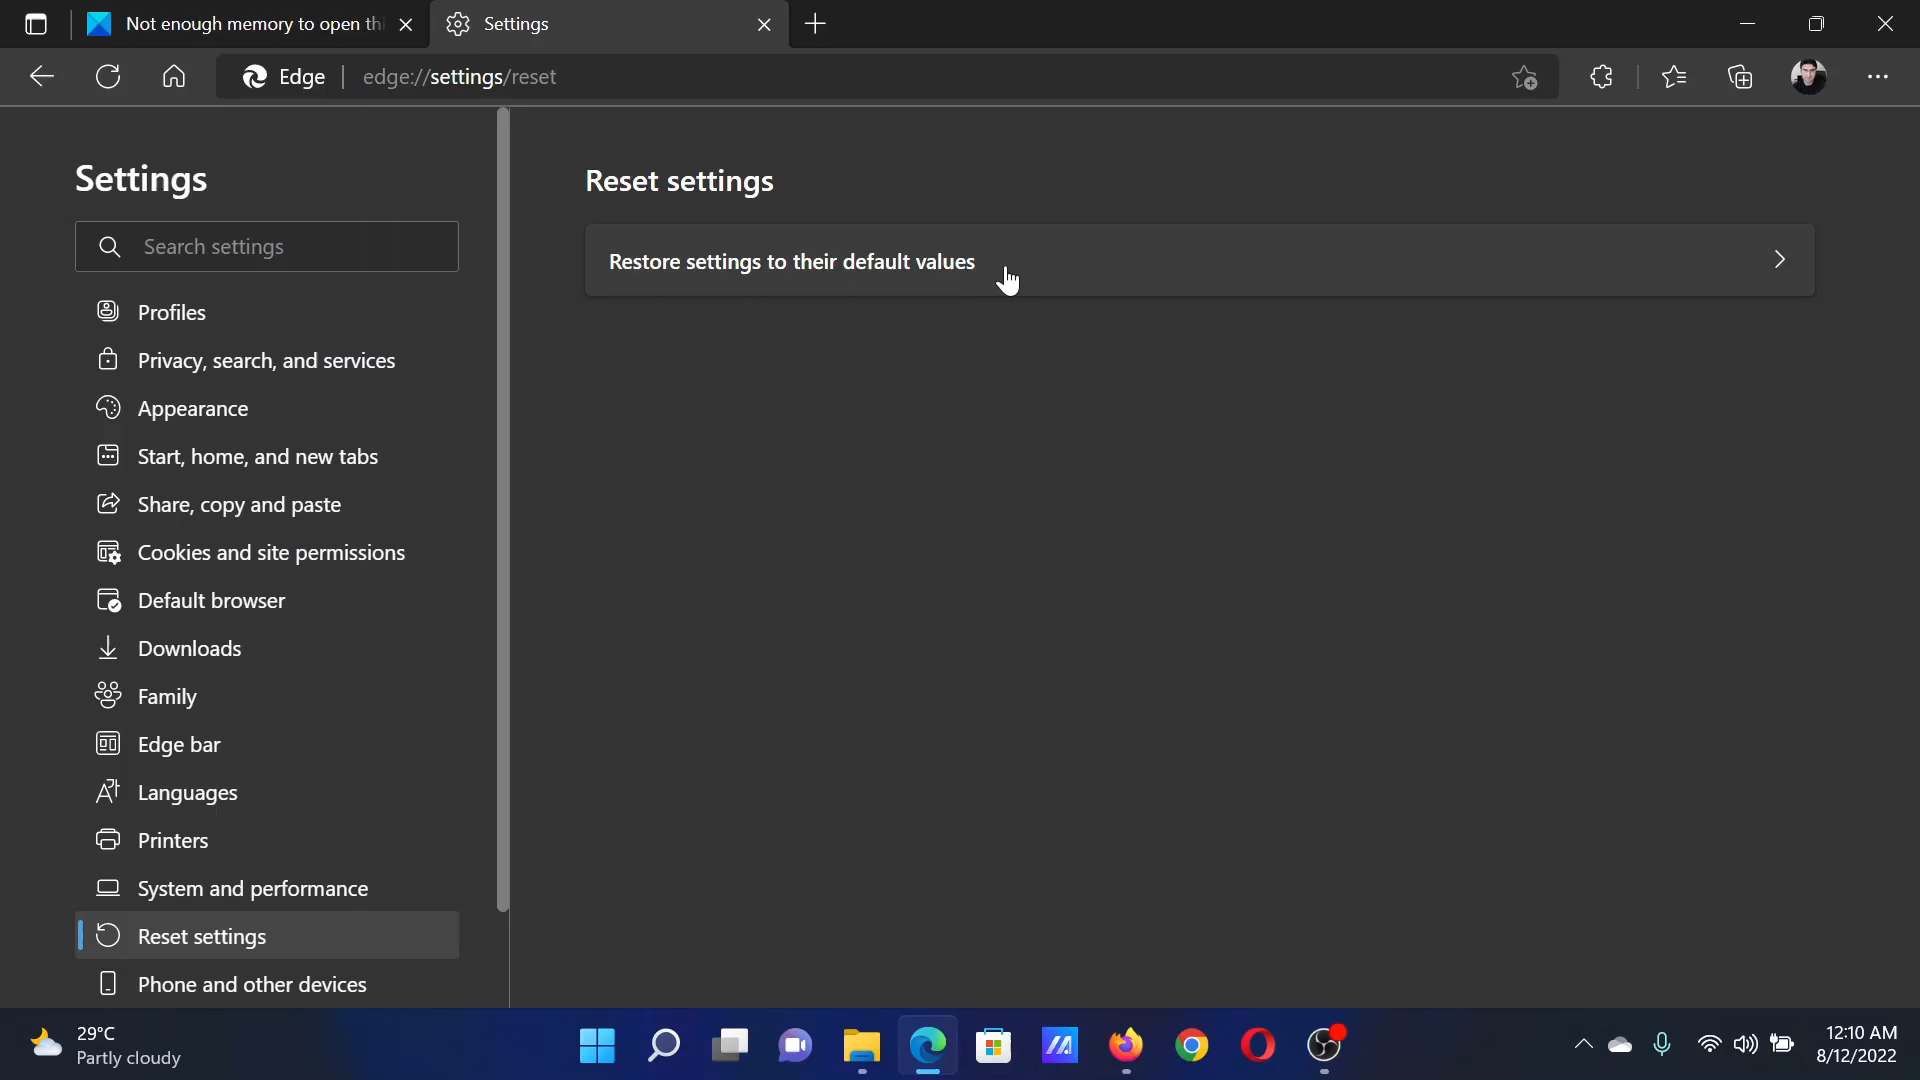 Not enough memory to open thi
Settings
Edge
edge://settings/reset
Settings
Search settings
Profiles
Privacy, search, and services
Appearance
Start, home, and new tabs
Share, copy and paste
Cookies and site permissions
Default browser
Downloads
Family
Edge bar
Languages
Printers
System and performance
Reset settings
Phone and other devices
Reset settings
Restore settings to their default values
29°C
Partly cloudy
12:10 AM
8/12/2022